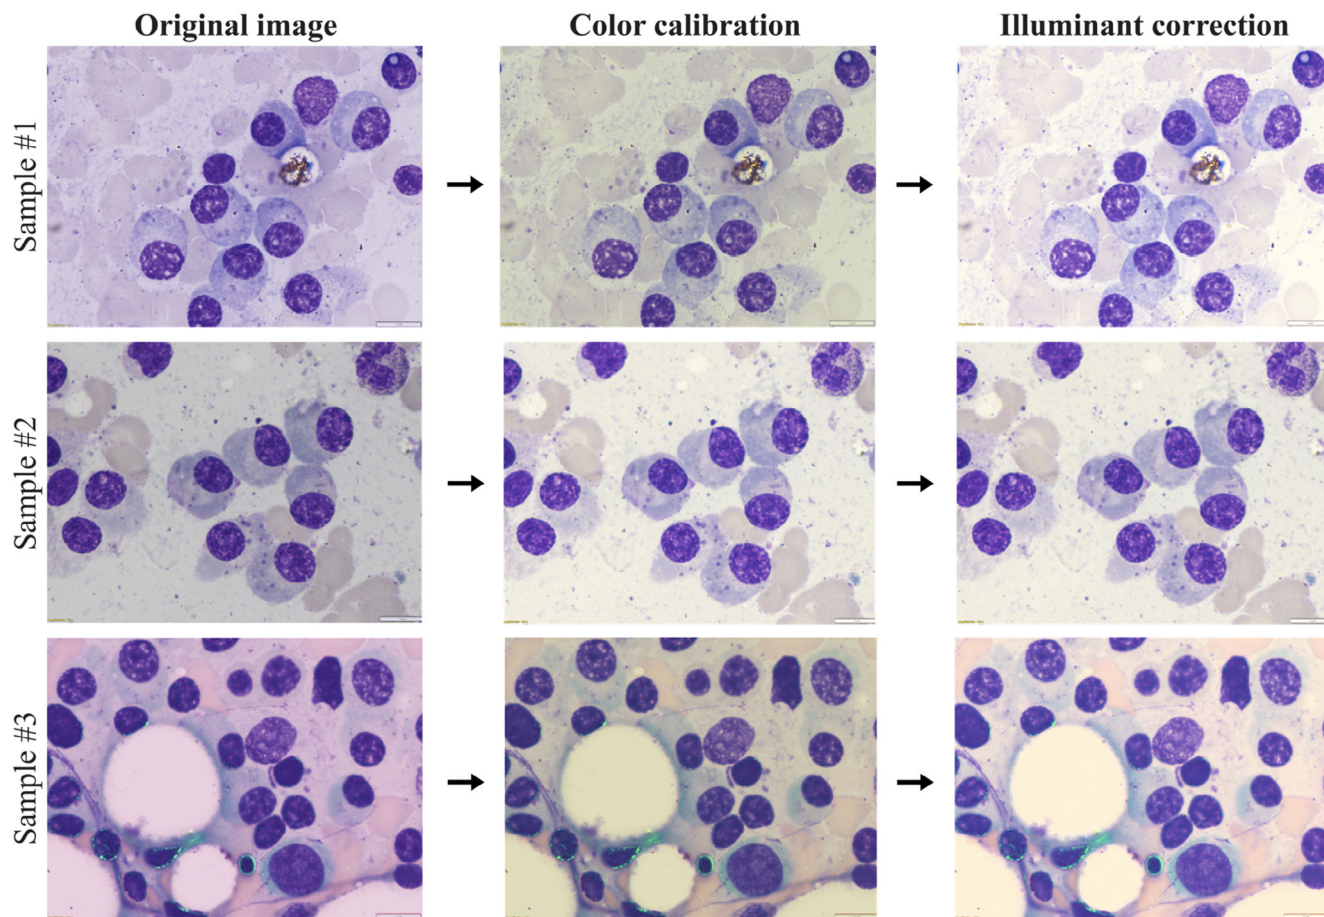 Original image
Color calibration
Illuminant correction
Sample #1
Sample #2
Sample #3